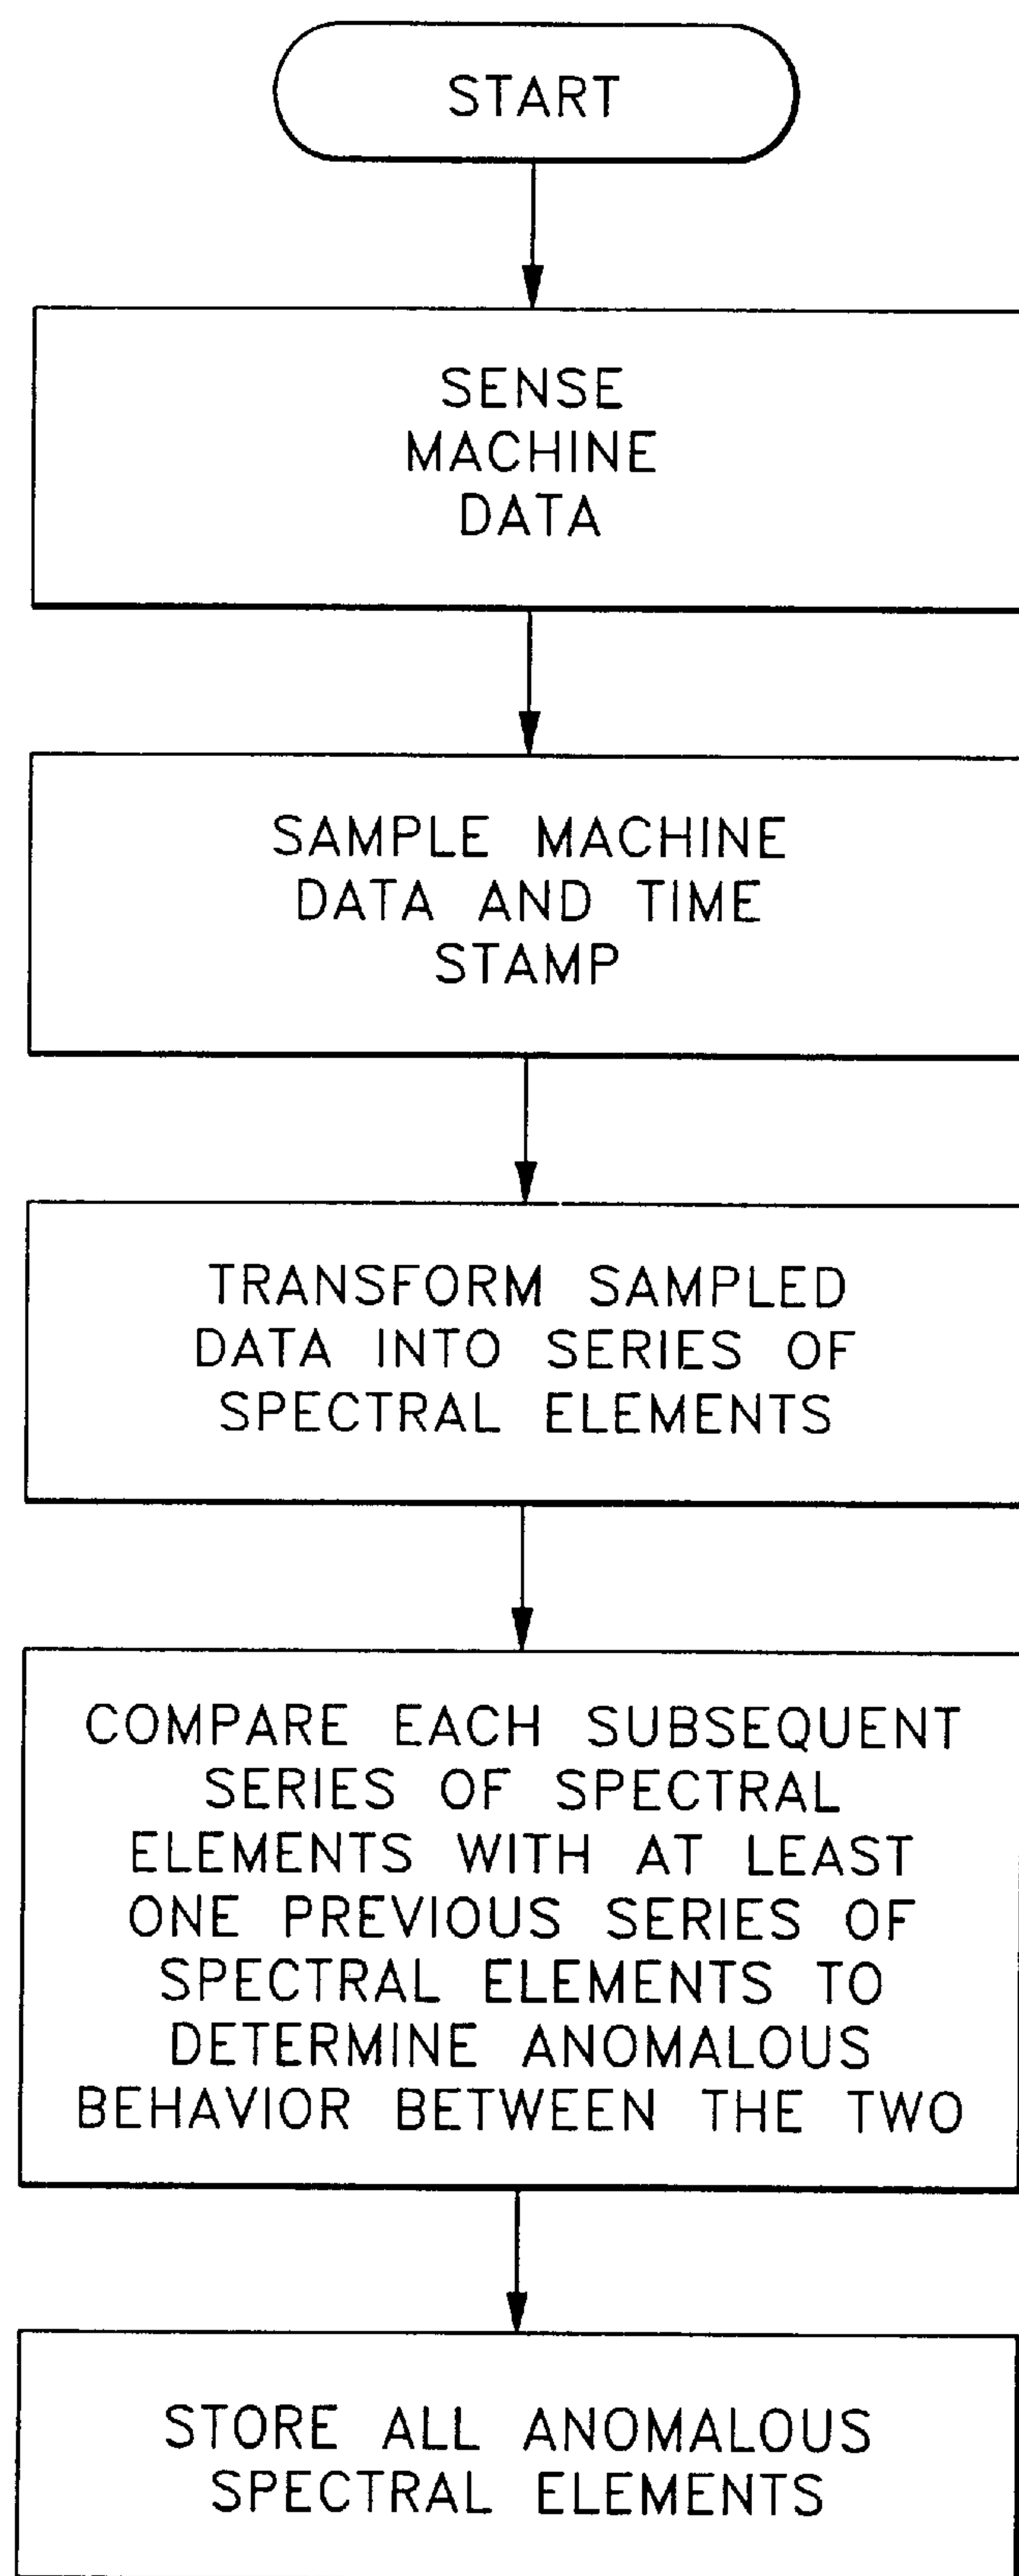 START
SENSE
MACHINE
DATA
SAMPLE MACHINE
DATA AND TIME
STAMP
TRANSFORM SAMPLED
DATA INTO SERIES OF
SPECTRAL ELEMENTS
COMPARE EACH SUBSEQUENT
SERIES OF SPECTRAL
ELEMENTS WITH AT LEAST
ONE PREVIOUS SERIES OF
SPECTRAL ELEMENTS TO
DETERMINE ANOMALOUS
BEHAVIOR BETWEEN THE TWO
STORE ALL ANOMALOUS
SPECTRAL ELEMENTS